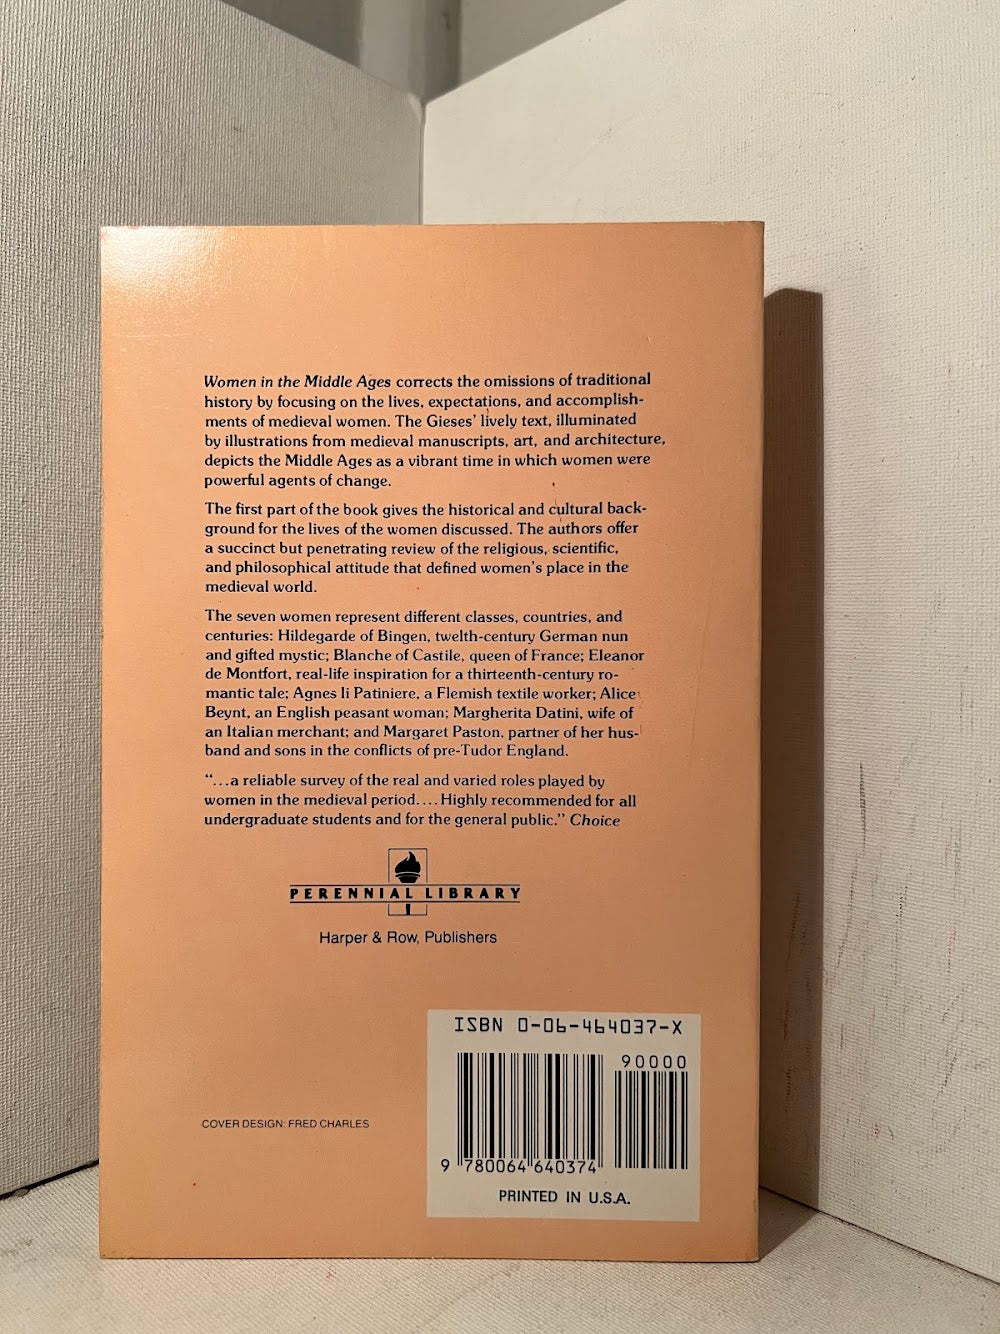 Women in the Middle Ages corrects the omissions of traditional
history by focusing on the lives, expectations, and accomplish-
ments of medieval women. The Gieses' lively text, illuminated
by illustrations from medieval manuscripts, art, and architecture,
depicts the Middle Ages as a vibrant time in which women were
powerful agents of change.
The first part of the book gives the historical and cultural back-
ground for the lives of the women discussed. The authors offer
a succinct but penetrating review of the religious, scientific,
and philosophical attitude that defined women's place in the
medieval world.
The seven women represent different classes, countries, and
centuries: Hildegarde of Bingen, twelth-century German nun
and gifted mystic; Blanche of Castile, queen of France; Eleanor
de Montfort, real-life inspiration for a thirteenth-century ro-
mantic tale; Agnes li Patiniere, a Flemish textile worker; Alice
Beynt, an English peasant woman; Margherita Datini, wife of
an Italian merchant; and Margaret Paston, partner of her hus-
band and sons in the conflicts of pre-Tudor England.
"...a reliable survey of the real and varied roles played by
women in the medieval period.... Highly recommended for all
undergraduate students and for the general public." Choice
PERENNIAL LIBRARY
Harper & Row, Publishers
ISBN 0-06-464037-X
90000
COVER DESIGN: FRED CHARLES
9 780064 640374
PRINTED IN U.S.A.